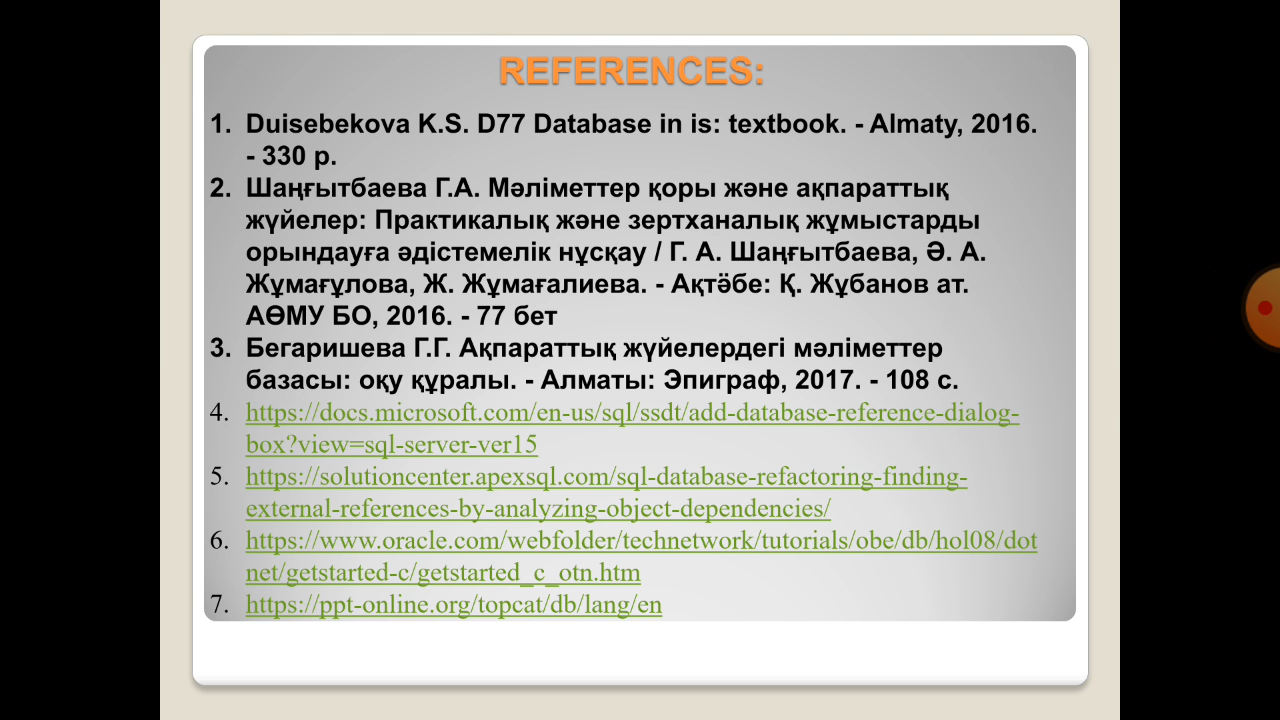 REFERENCES:
1. Duisebekova K.S. D77 Database in is: textbook. - Almaty, 2016.
- 330 p.
2. Шаңғытбаева Г.А. Мәліметтер қоры және ақпараттық
жүйелер: Практикалық және зертханалық жұмыстарды
орындауға әдістемелік нұсқау / Г. А. Шаңғытбаева, Ә. А.
Жұмағұлова, Ж. Жұмағалиева. - Ақтӛбе: Қ. Жұбанов ат.
АӨМУ БО, 2016. - 77 бет
3. Бегаришева Г.Г. Ақпараттық жүйелердегі мәліметтер
базасы: оқу құралы. - Алматы: Эпиграф, 2017. - 108 с.
4. https://docs.microsoft.com/en-us/sql/ssdt/add-database-reference-dialog-
box?view=sql-server-ver15
5. https://solutioncenter.apexsql.com/sql-database-refactoring-finding-
external-references-by-analyzing-object-dependencies/
6. https://www.oracle.com/webfolder/technetwork/tutorials/obe/db/hol08/dot
net/getstarted-c/getstarted_c_otn.htm
7. https://ppt-online.org/topcat/db/lang/en